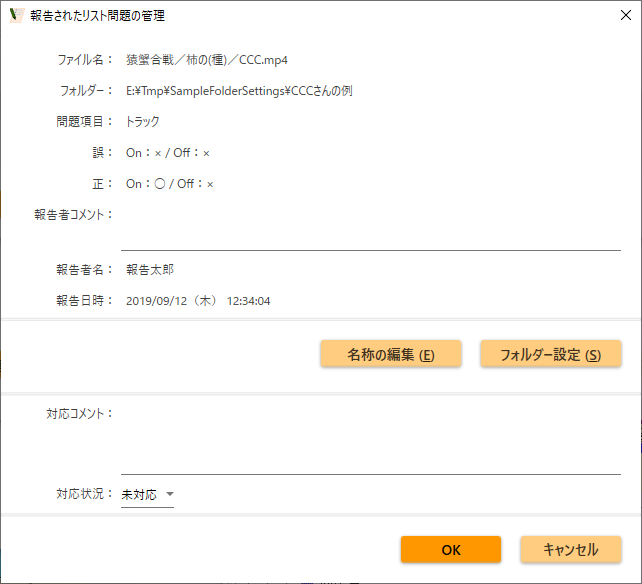 報告されたリスト問題の管理
ファイル名： 猿蟹合戦／柿の(種)／CCC.mp4
フォルダー： E:¥Tmp¥SampleFolderSettings¥CCCさんの例
問題項目： トラック
誤： On：× / Off：×
正： On：○ / Off：×
報告者コメント：
報告者名： 報告太郎
報告日時： 2019/09/12（木） 12:34:04
名称の編集 (E) フォルダー設定 (S)
対応コメント：
対応状況： 未対応
OK キャンセル